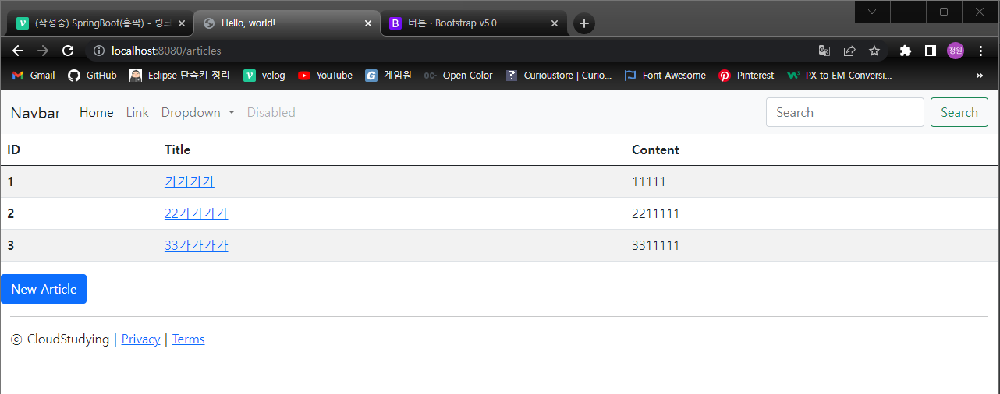 (작성중) SpringBoot(홍팍) - 링크 Hello, world! 버튼 · Bootstrap v5.0
localhost:8080/articles 정원
Gmail GitHub Eclipse 단축키 정리 velog YouTube 게임원 OC- Open Color Curioustore | Curio... Font Awesome Pinterest PX to EM Conversi... »
Navbar Home Link Dropdown Disabled Search Search
ID Title Content
1 가가가가 11111
2 22가가가가 2211111
3 33가가가가 3311111
New Article
ⓒ CloudStudying | Privacy | Terms